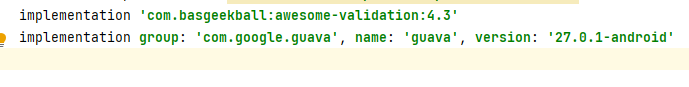 implementation 'com.basgeekball:awesome-validation:4.3'
implementation group: 'com.google.guava', name: 'guava', version: '27.0.1-android'